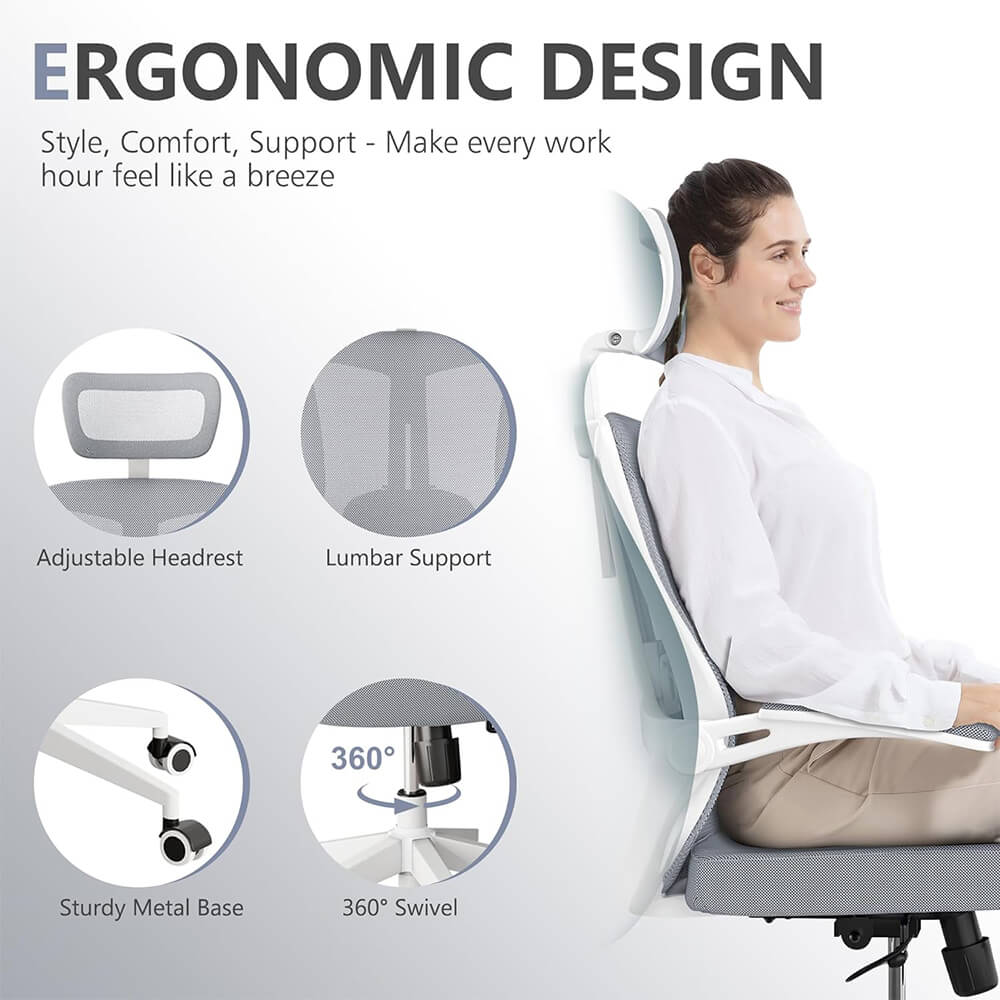 ERGONOMIC DESIGN
Style, Comfort, Support - Make every work
hour feel like a breeze
Adjustable Headrest
Lumbar Support
360°
Sturdy Metal Base
360° Swivel